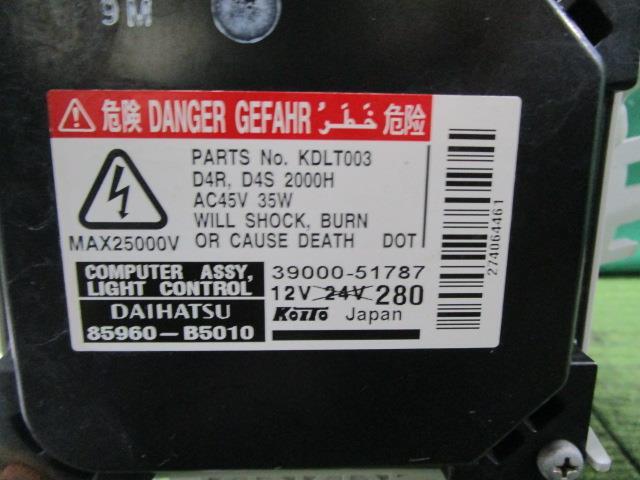 9M
危険 DANGER GEFAHR خَطَرُ 危险
PARTS No. KDLT003
D4R, D4S 2000H
AC45V 35W
WILL SHOCK, BURN
OR CAUSE DEATH DOT
MAX25000V
COMPUTER ASSY,
LIGHT CONTROL
DAIHATSU
85960-B5010
39000-51787
12V 24V 280
KOITO Japan
274064461